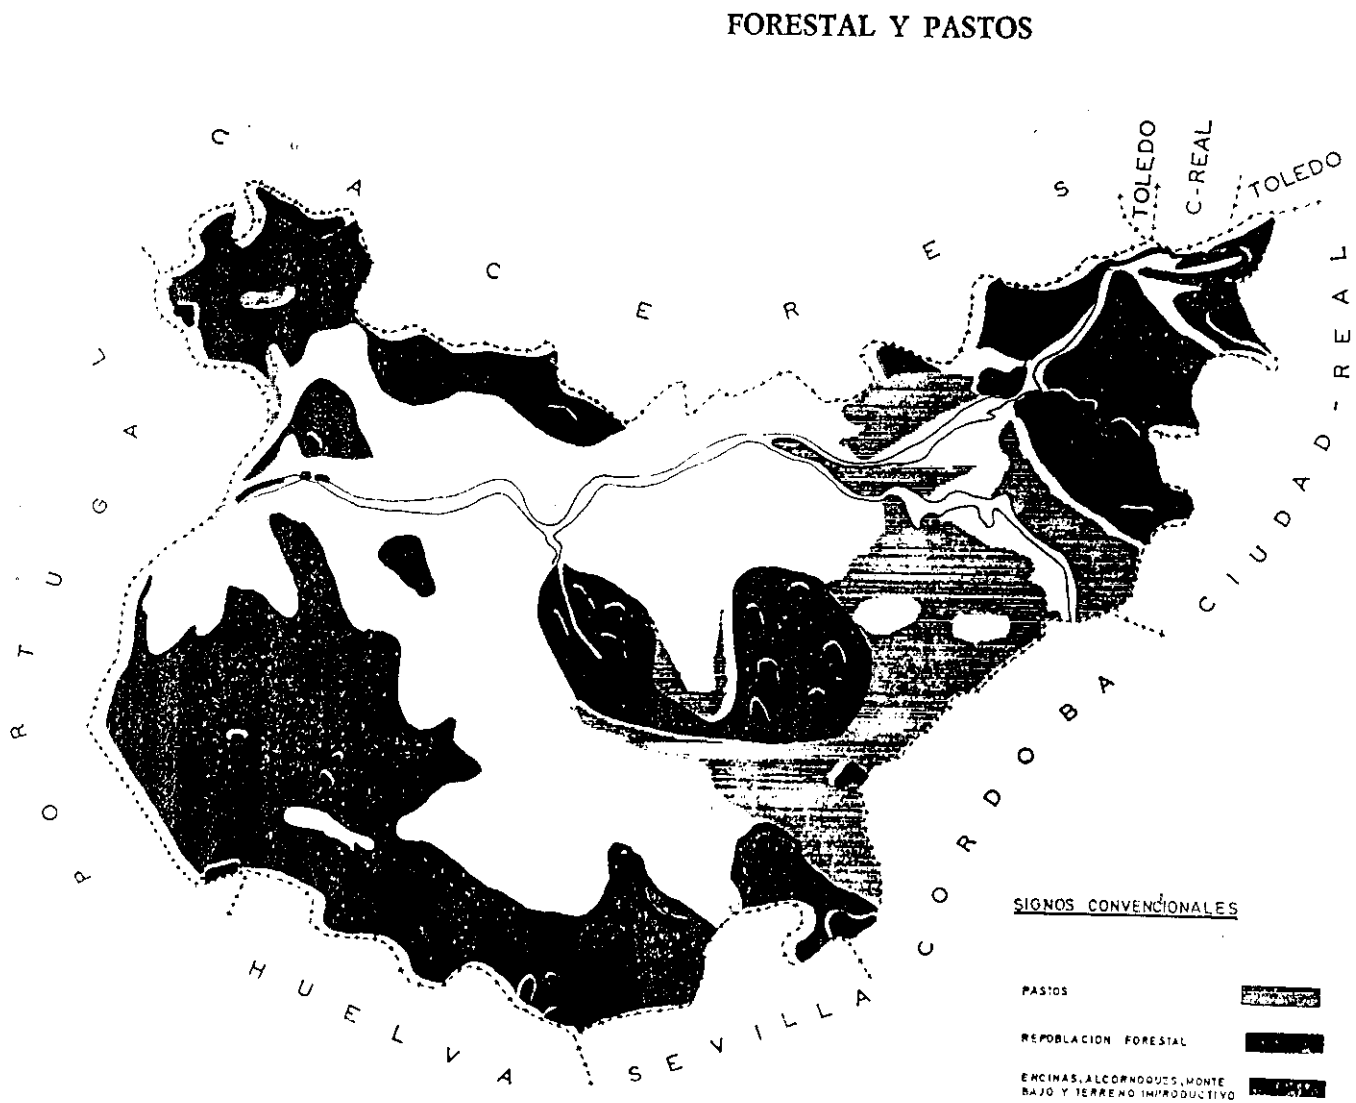 FORESTAL Y PASTOS
CACERES
TOLEDO
C-REAL
TOLEDO
CIUDAD-REAL
PORTUGAL
CORDOBA
HUELVA
SEVILLA
SIGNOS CONVENCIONALES
PASTOS
REPOBLACION FORESTAL
ENCINAS, ALCORNOQUES, MONTE
BAJO Y TERRENO IMPRODUCTIVO